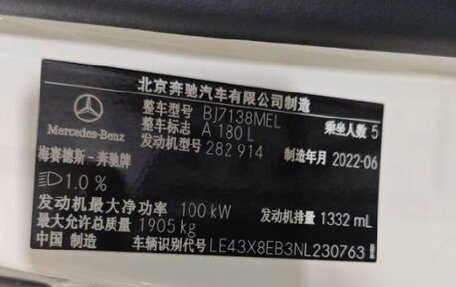 北京奔驰汽车有限公司制造
整车型号 BJ7138MEL 乘坐人数 5
整车标志 A 180 L
Mercedes-Benz 发动机型号 282 914 制造年月 2022-06
梅赛德斯-奔驰牌
1.0 %
发动机最大净功率 100 kW 发动机排量 1332 mL
最大允许总质量 1905 kg
中国 制造 车辆识别代号 LE43X8EB3NL230763